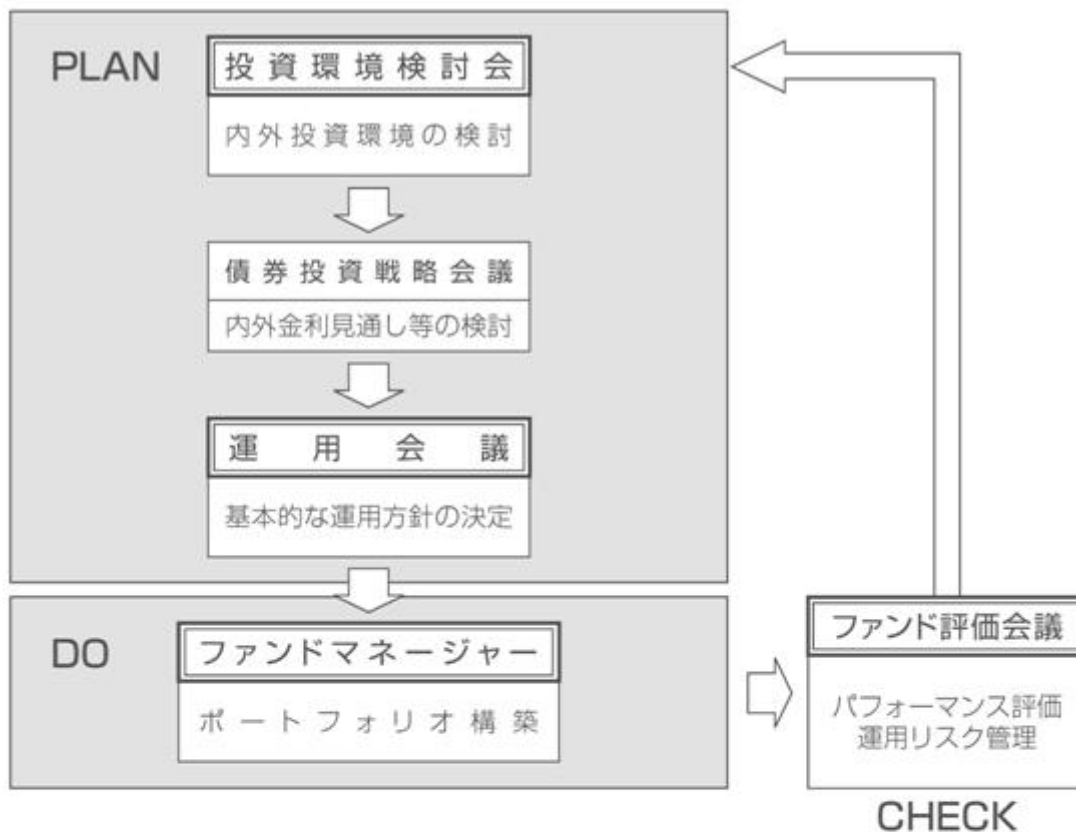 PLAN
投資環境検討会
内外投資環境の検討
債券投資戦略会議
内外金利見通し等の検討
運用会議
基本的な運用方針の決定
DO
ファンドマネージャー
ポートフォリオ構築
ファンド評価会議
パフォーマンス評価
運用リスク管理
CHECK